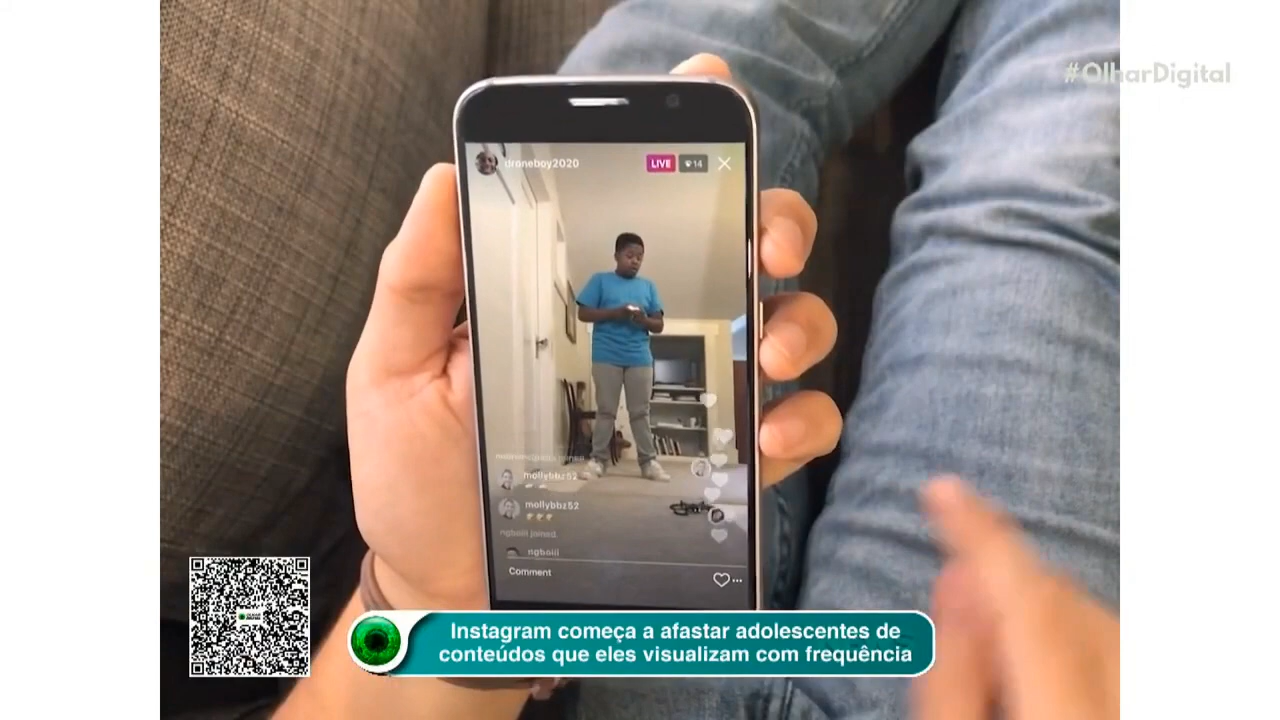 #OlharDigital
droneboy2020
LIVE
14
mollybbz52
mollybbz52
ngboiii joined.
ngboiii
Comment
Instagram começa a afastar adolescentes de
conteúdos que eles visualizam com frequência